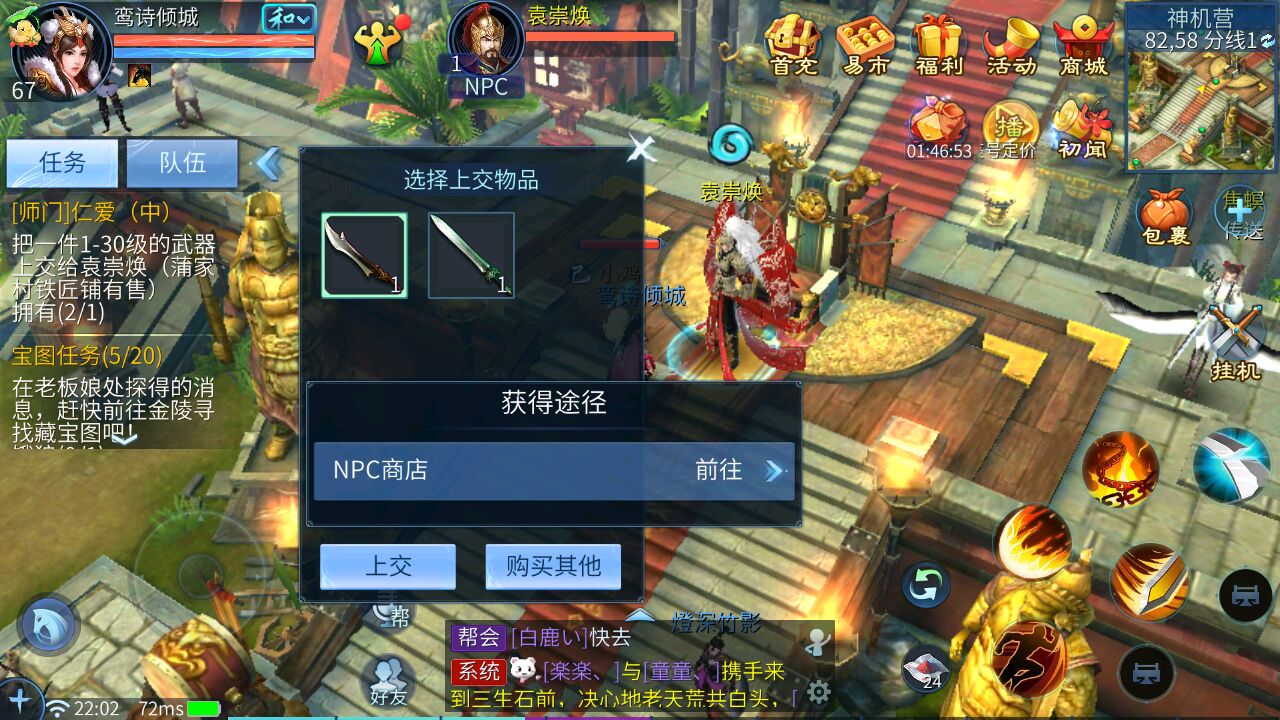 鸾诗倾城
和
67
袁崇焕
1
NPC
首充
易市
福利
活动
商城
神机营
82,58 分线1
01:46:53
号定价
播
初闻
任务
队伍
[师门]仁爱（中）
把一件1-30级的武器
上交给袁崇焕（蒲家
村铁匠铺有售）
拥有(2/1)
宝图任务(5/20)
在老板娘处探得的消
息，赶快前往金陵寻
找藏宝图吧！
选择上交物品
1
1
获得途径
NPC商店
前往
上交
购买其他
袁崇焕
己 小鸡
鸾诗倾城
包裹
焦螟
传送
挂机
24
燈深竹影
帮
好友
帮会 [白鹿い]快去
系统 [楽楽、]与[童童、]携手来
到三生石前，决心地老天荒共白头，[
22:02
72ms